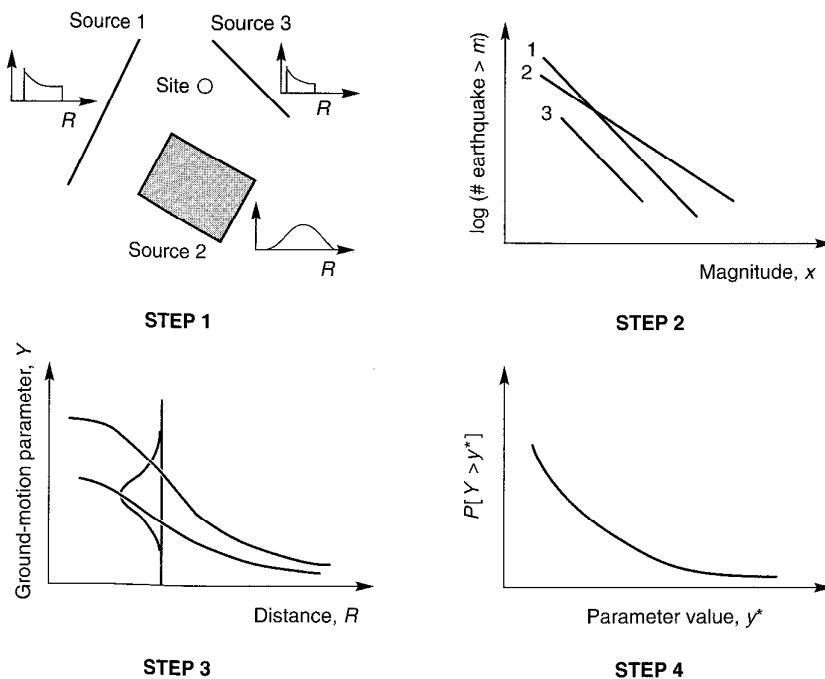 Source 1
Source 3
Site
R
R
Source 2
R
STEP 1
log (# earthquake > m)
1
2
3
Magnitude, x
STEP 2
Ground-motion parameter, Y
Distance, R
STEP 3
P[Y > y*]
Parameter value, y*
STEP 4